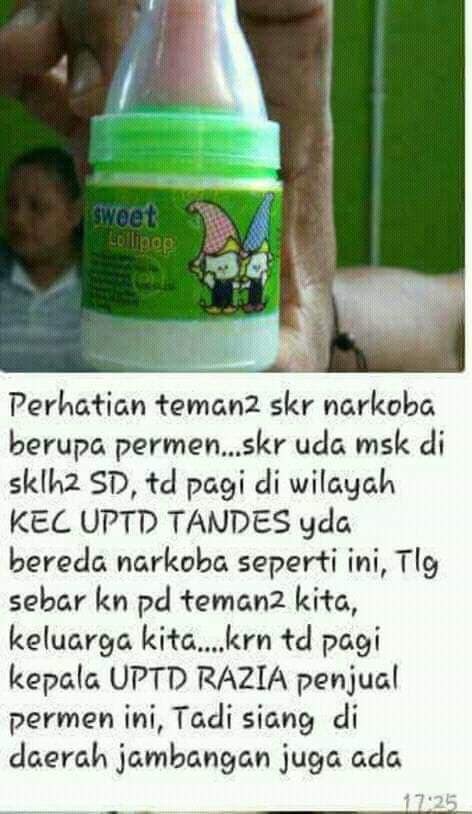 sweet
Lollipop
Perhatian teman2 skr narkoba
berupa permen...skr uda msk di
sklh2 SD, td pagi di wilayah
KEC UPTD TANDES yda
bereda narkoba seperti ini, Tlg
sebar kn pd teman2 kita,
keluarga kita....krn td pagi
kepala UPTD RAZIA penjual
permen ini, Tadi siang di
daerah jambangan juga ada
17:25